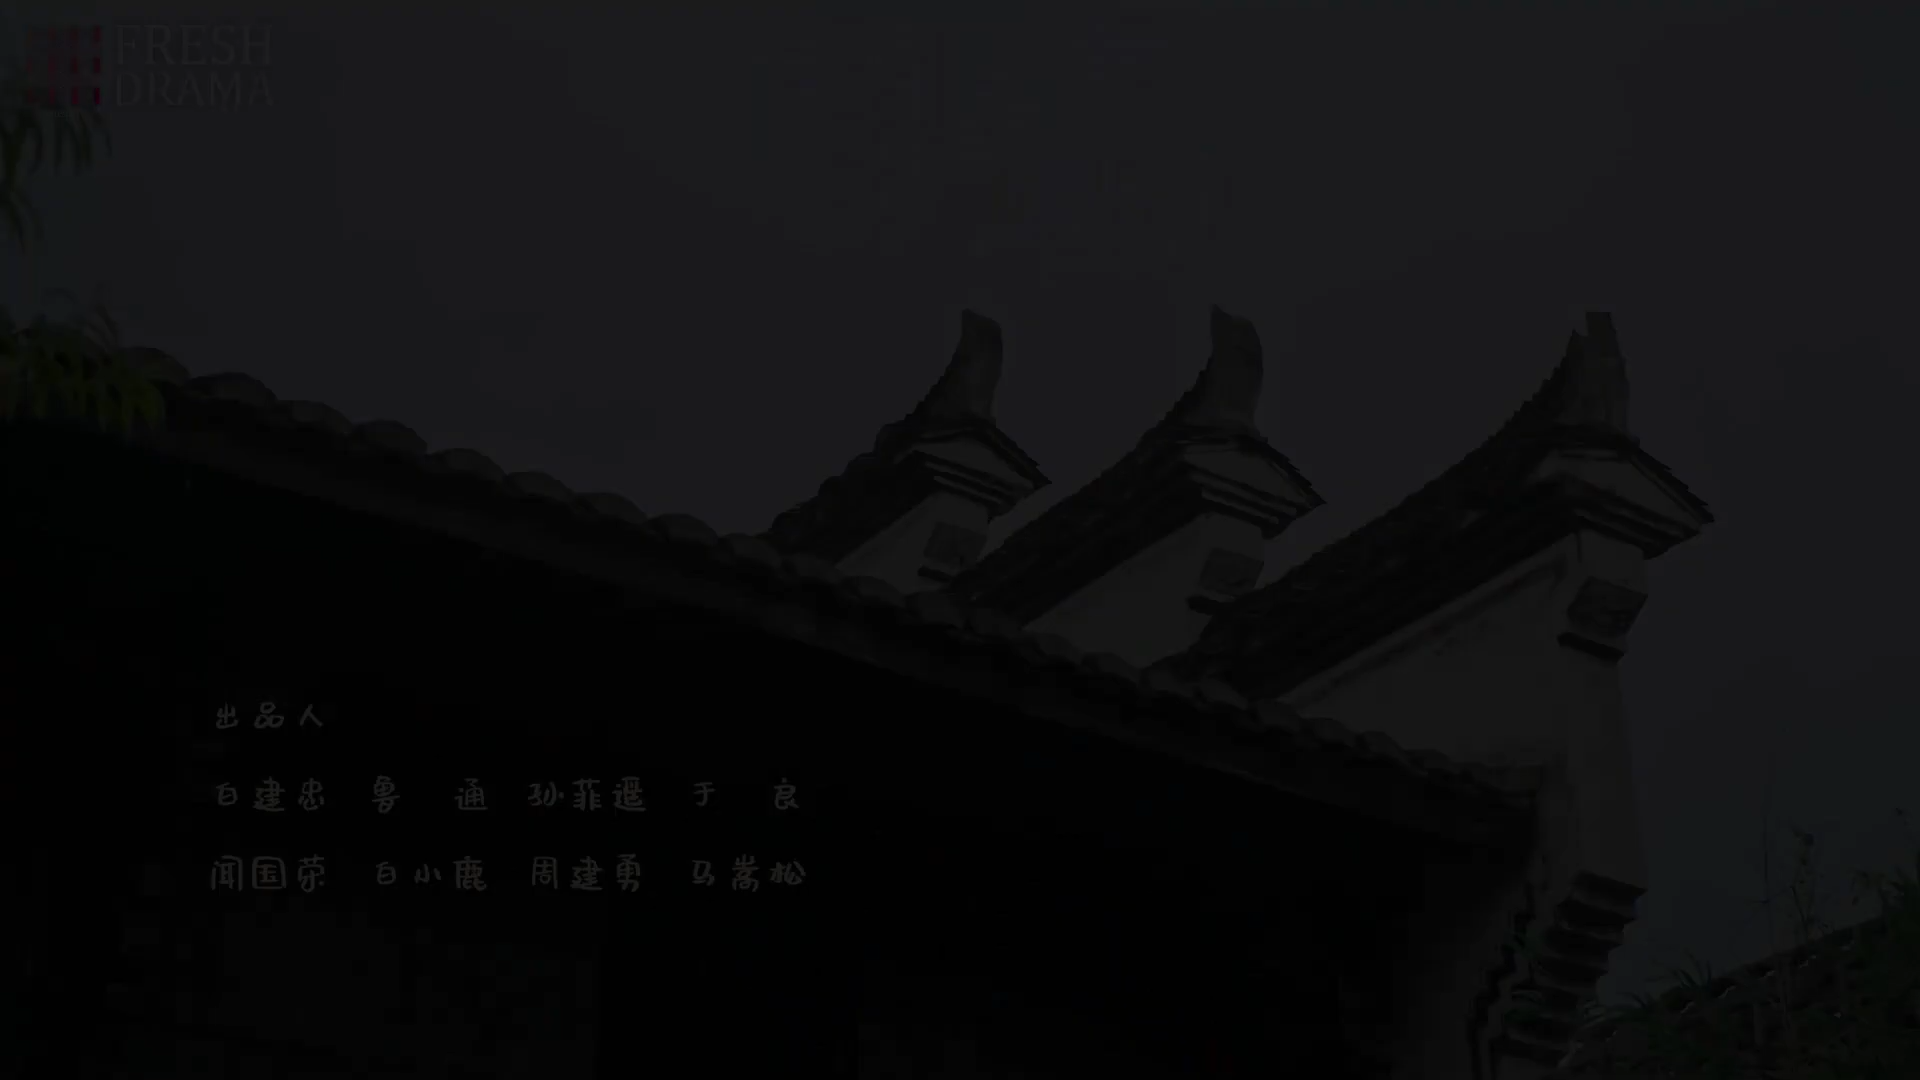 FRESH
DRAMA
出品人
白建忠 鲁 通 孙菲遥 于 良
闻国荣 白小鹿 周建勇 马嵩松